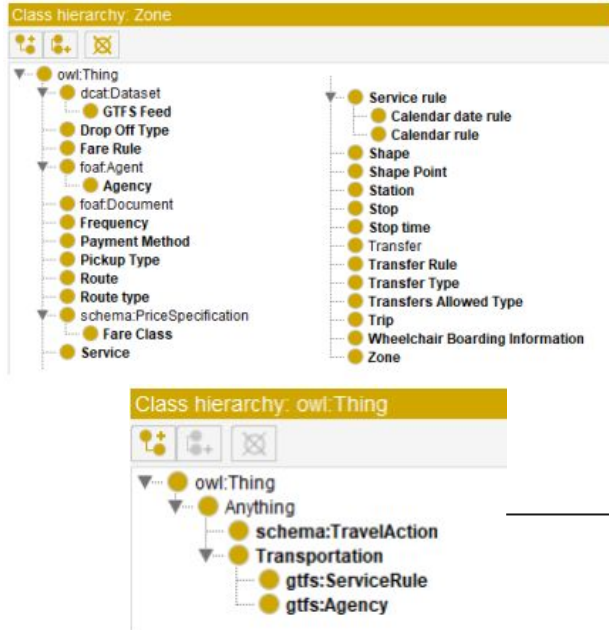 Class hierarchy: Zone
owl:Thing
dcat:Dataset
GTFS Feed
Drop Off Type
Fare Rule
foaf:Agent
Agency
foaf:Document
Frequency
Payment Method
Pickup Type
Route
Route type
schema:PriceSpecification
Fare Class
Service
Service rule
Calendar date rule
Calendar rule
Shape
Shape Point
Station
Stop
Stop time
Transfer
Transfer Rule
Transfer Type
Transfers Allowed Type
Trip
Wheelchair Boarding Information
Zone
Class hierarchy: owl:Thing
owl:Thing
Anything
schema:TravelAction
Transportation
gtfs:ServiceRule
gtfs:Agency